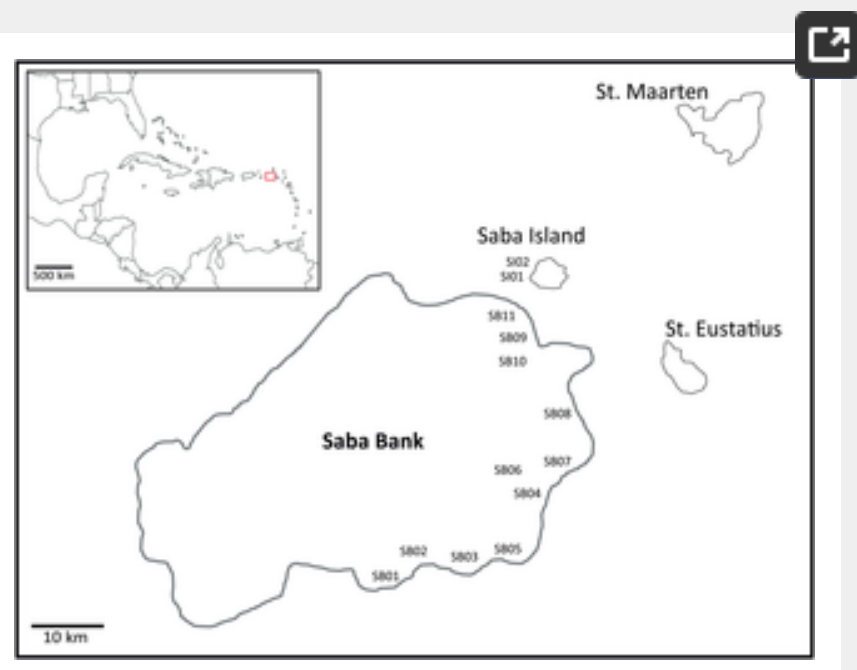 St. Maarten
Saba Island
SI02
SI01
500 km
SB11
St. Eustatius
SB09
SB10
SB08
Saba Bank
SB07
SB06
SB04
SB02
SB05
SB03
SB01
10 km